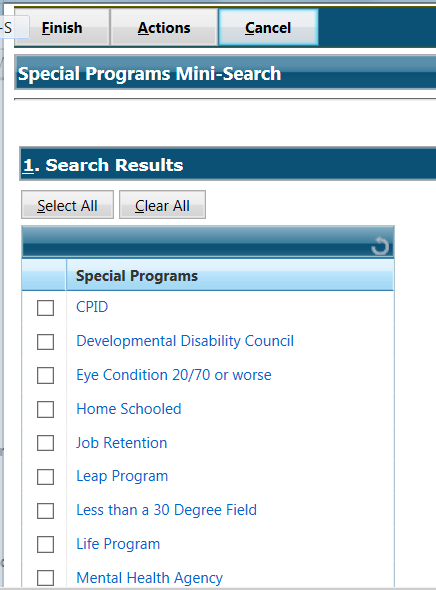 -S
Finish Actions Cancel
Special Programs Mini-Search
1. Search Results
Select All Clear All
Special Programs
CPID
Developmental Disability Council
Eye Condition 20/70 or worse
Home Schooled
Job Retention
Leap Program
Less than a 30 Degree Field
Life Program
Mental Health Agency